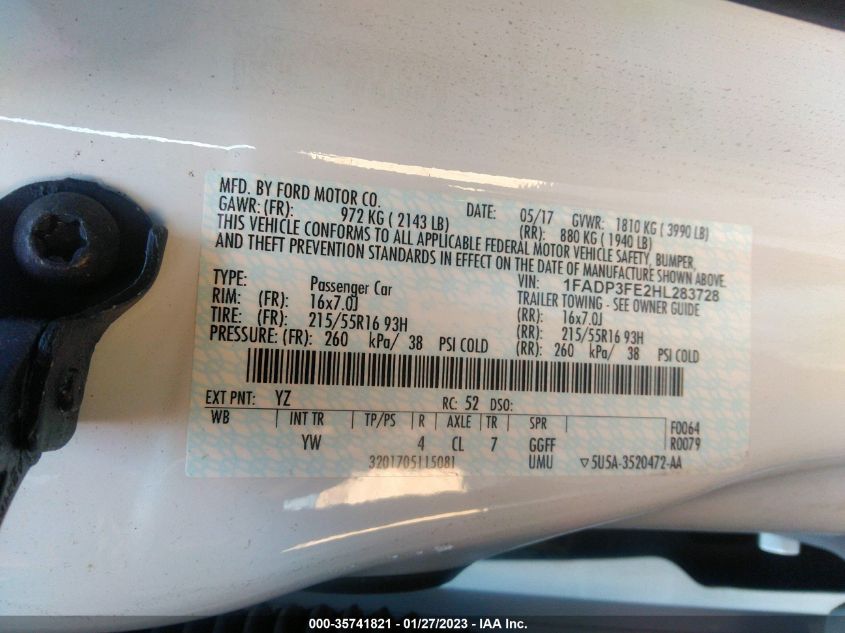 MFD. BY FORD MOTOR CO.
DATE: 05/17 GVWR: 1810 KG ( 3990 LB)
GAWR: (FR): 972 KG ( 2143 LB) (RR): 880 KG ( 1940 LB)
THIS VEHICLE CONFORMS TO ALL APPLICABLE FEDERAL MOTOR VEHICLE SAFETY, BUMPER,
AND THEFT PREVENTION STANDARDS IN EFFECT ON THE DATE OF MANUFACTURE SHOWN ABOVE.
VIN: 1FADP3FE2HL283728
TYPE: Passenger Car TRAILER TOWING - SEE OWNER GUIDE
RIM: (FR): 16x7.0J (RR): 16x7.0J
TIRE: (FR): 215/55R16 93H (RR): 215/55R16 93H
PRESSURE: (FR): 260 kPa/ 38 PSI COLD (RR): 260 kPa/ 38 PSI COLD
EXT PNT: YZ RC: 52 DSO:
WB INT TR TP/PS R AXLE TR SPR F0064
YW 4 CL 7 GGFF R0079
3201705115081 UMU ▽5U5A-3520472-AA
000-35741821 - 01/27/2023 - IAA Inc.